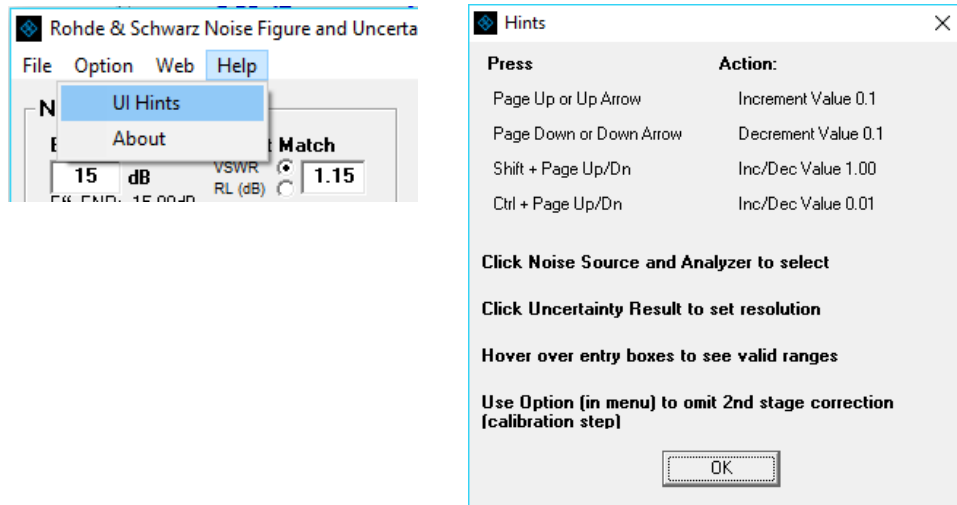 Rohde & Schwarz Noise Figure and Uncerta
File Option Web Help
UI Hints
About
Match
15 dB
VSWR
RL (dB)
1.15
15.00dB
Hints
Press Action:
Page Up or Up Arrow Increment Value 0.1
Page Down or Down Arrow Decrement Value 0.1
Shift + Page Up/Dn Inc/Dec Value 1.00
Ctrl + Page Up/Dn Inc/Dec Value 0.01
Click Noise Source and Analyzer to select
Click Uncertainty Result to set resolution
Hover over entry boxes to see valid ranges
Use Option (in menu) to omit 2nd stage correction
(calibration step)
OK